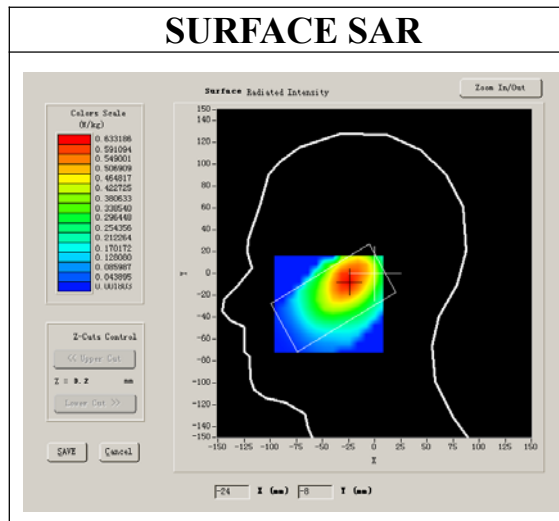 SURFACE SAR
Surface Radiated Intensity
Zoom In/Out
Colors Scale
(W/kg)
0.633186
0.591094
0.549001
0.506909
0.464817
0.422725
0.380633
0.338540
0.296448
0.254356
0.212264
0.170172
0.128080
0.085987
0.043895
0.001803
Z-Cuts Control
<< Upper Cut
Z = 9.2 mm
Lower Cut >>
SAVE Cancel
150
140
120
100
80
60
40
20
0
-20
-40
-60
-80
-100
-120
-140
-150
Y
-150 -125 -100 -75 -50 -25 0 25 50 75 100 125 150
X
-24 X (mm) -8 Y (mm)